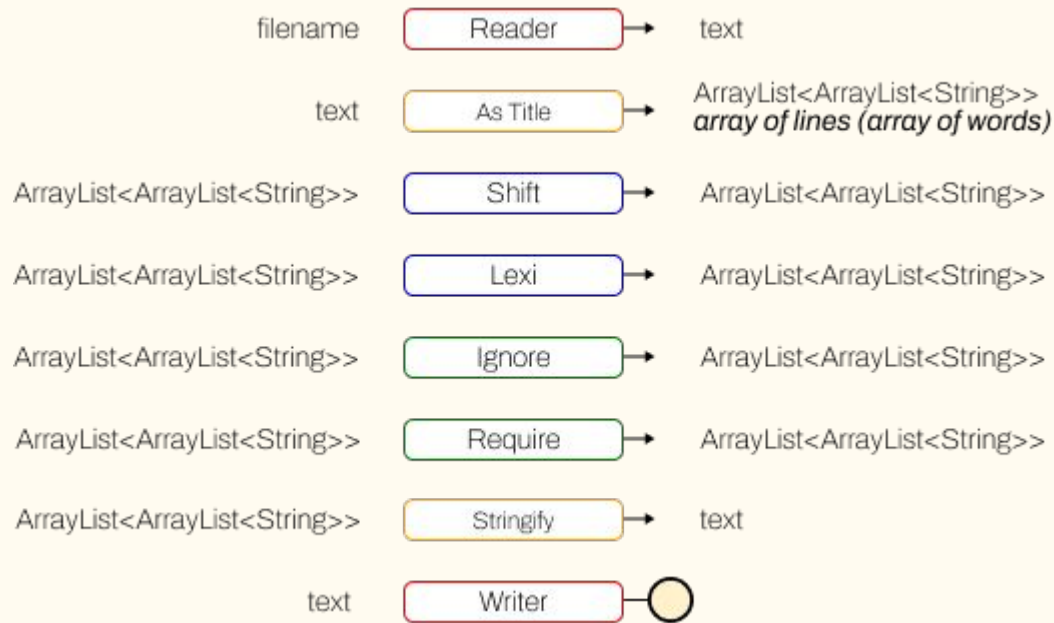 filename Reader text
text As Title ArrayList<ArrayList<String>>
array of lines (array of words)
ArrayList<ArrayList<String>> Shift ArrayList<ArrayList<String>>
ArrayList<ArrayList<String>> Lexi ArrayList<ArrayList<String>>
ArrayList<ArrayList<String>> Ignore ArrayList<ArrayList<String>>
ArrayList<ArrayList<String>> Require ArrayList<ArrayList<String>>
ArrayList<ArrayList<String>> Stringify text
text Writer